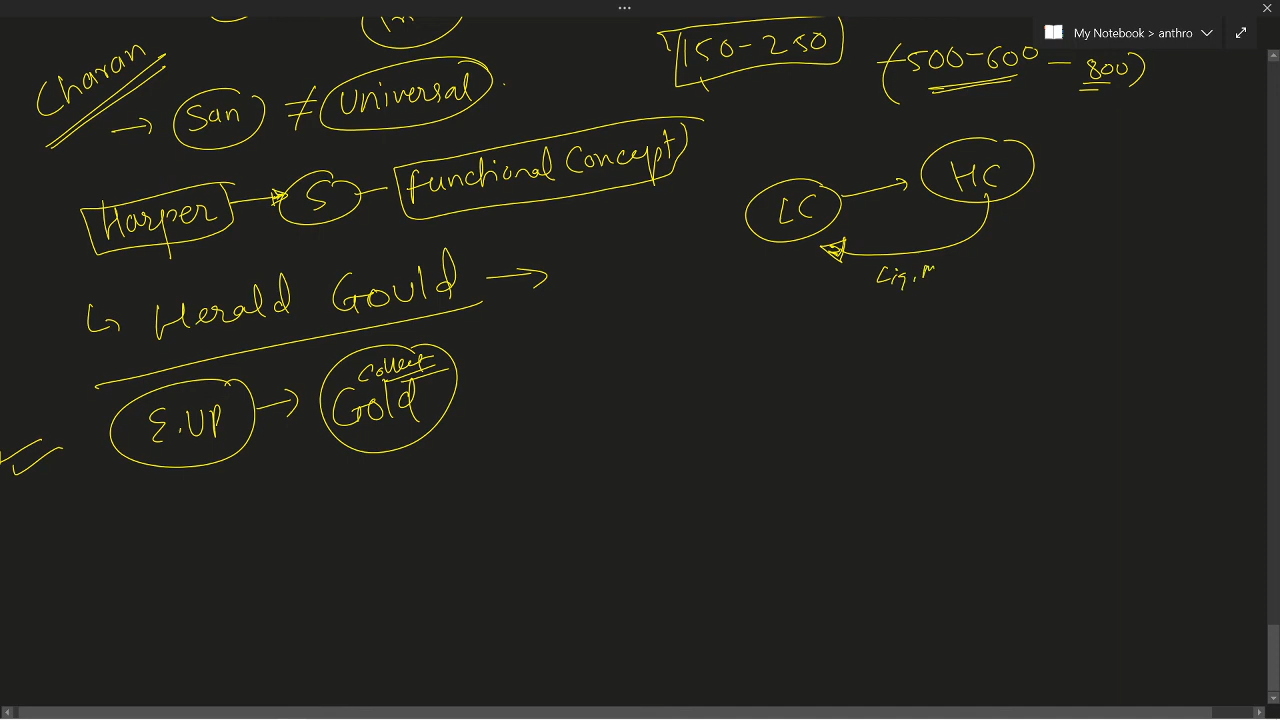 My Notebook > anthro
150-250
(-500-600 - 800)
Charan
→ San ≠ Universal
Harper → S - functional Concept
LC → HC
↳ Herald Gould →
Collect
E.UP → Gold